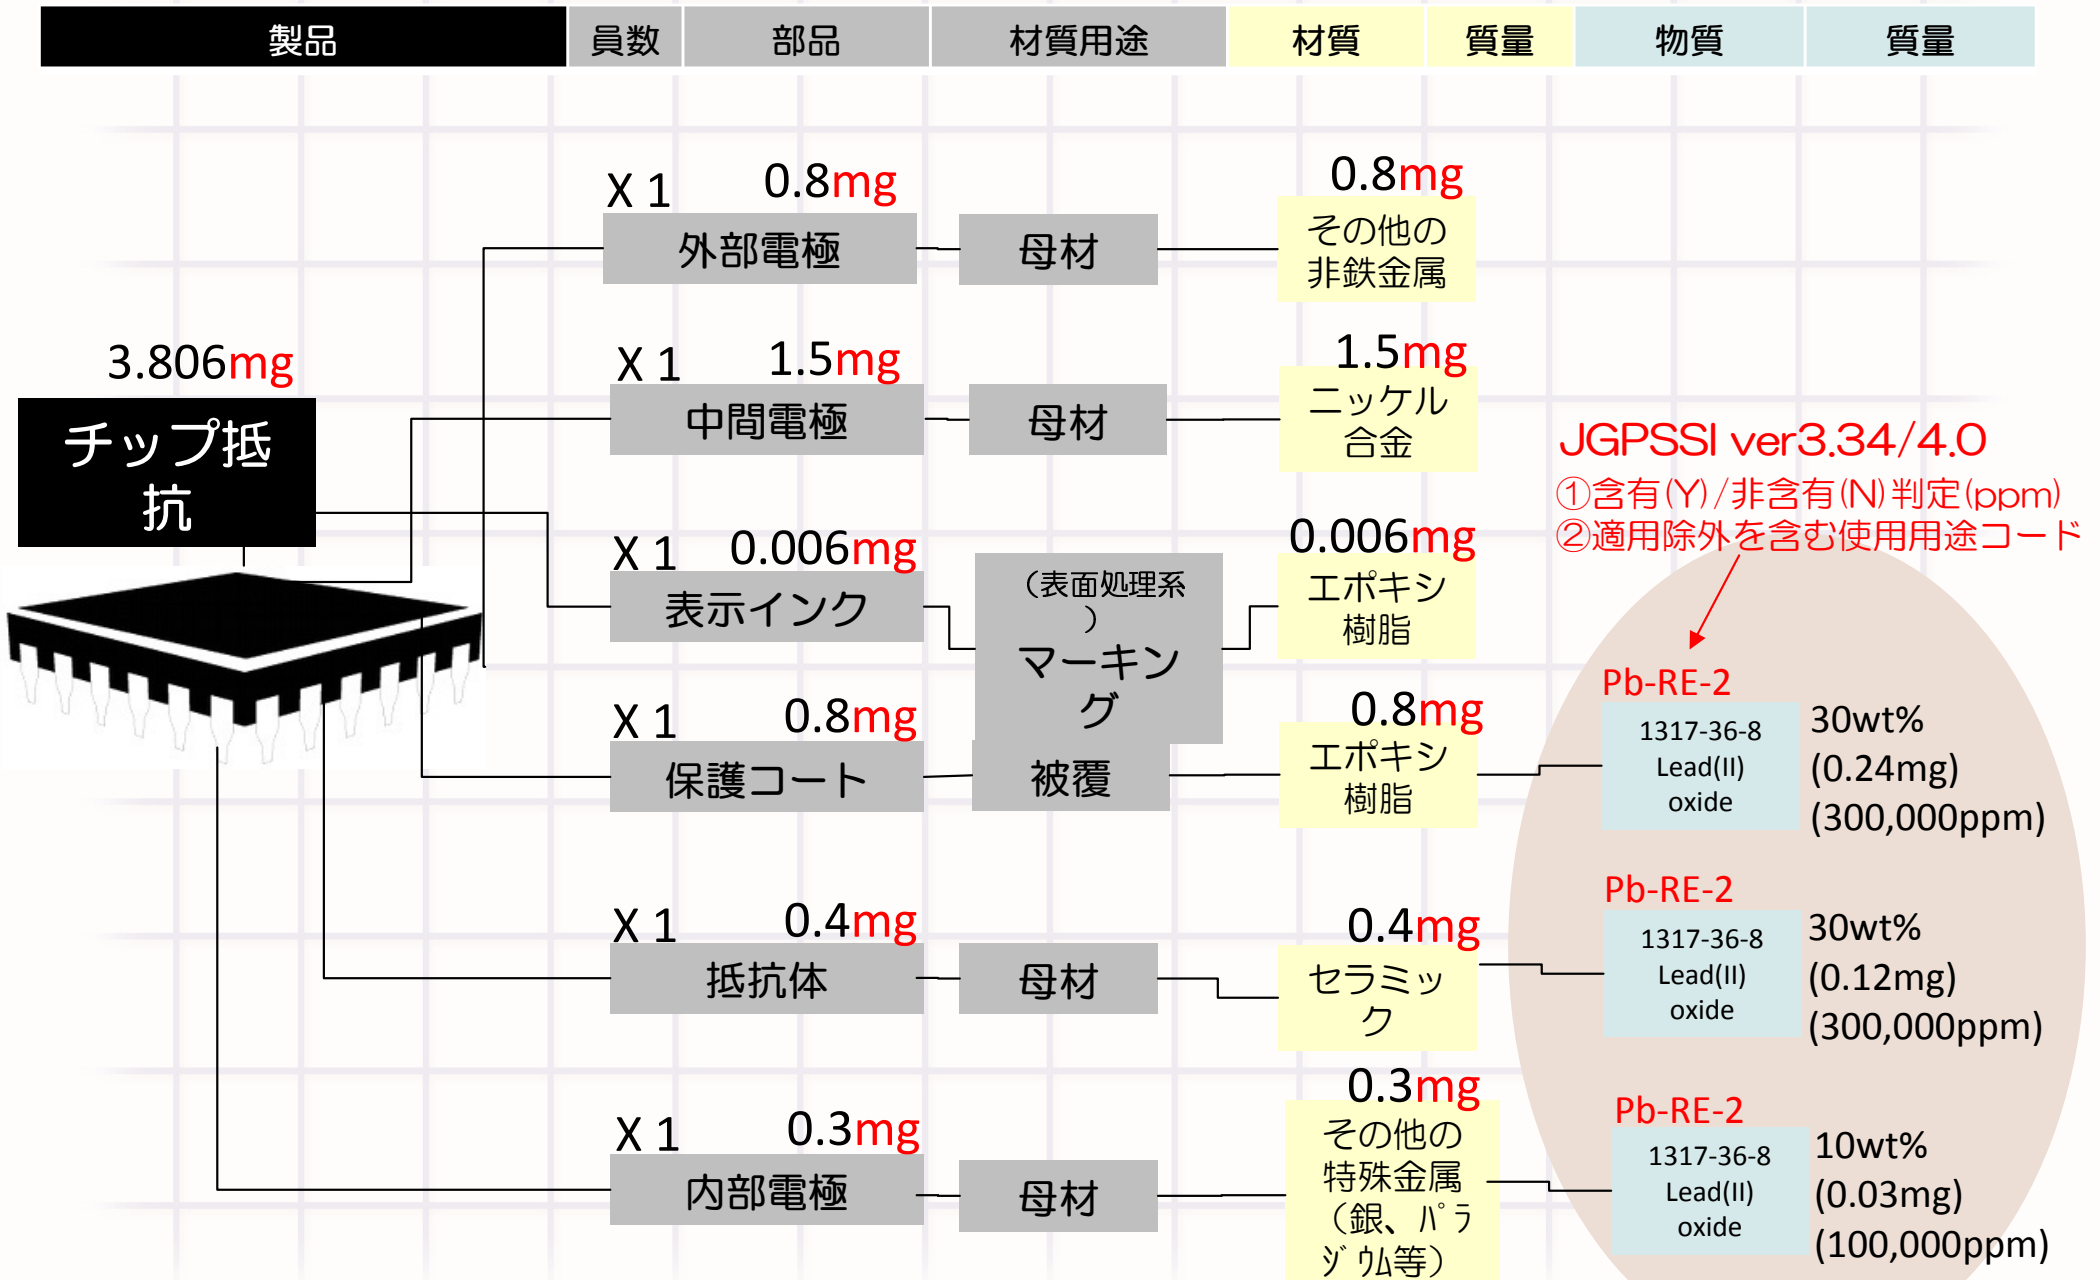 製品 員数 部品 材質用途 材質 質量 物質 質量
X 1 0.8mg 0.8mg
外部電極 母材 その他の
非鉄金属
3.806mg
チップ抵
抗
X 1 1.5mg 1.5mg
中間電極 母材 ニッケル
合金
JGPSSI ver3.34/4.0
①含有(Y)/非含有(N)判定(ppm)
②適用除外を含む使用用途コード
X 1 0.006mg 0.006mg
表示インク
(表面処理系
)
マーキン
グ
エポキシ
樹脂
X 1 0.8mg 0.8mg
保護コート 被覆 エポキシ
樹脂
Pb-RE-2
1317-36-8
Lead(II)
oxide
30wt%
(0.24mg)
(300,000ppm)
X 1 0.4mg 0.4mg
抵抗体 母材 セラミッ
ク
Pb-RE-2
1317-36-8
Lead(II)
oxide
30wt%
(0.12mg)
(300,000ppm)
X 1 0.3mg 0.3mg
内部電極 母材 その他の
特殊金属
(銀、ﾊﾟﾗ
ｼﾞｳﾑ等)
Pb-RE-2
1317-36-8
Lead(II)
oxide
10wt%
(0.03mg)
(100,000ppm)